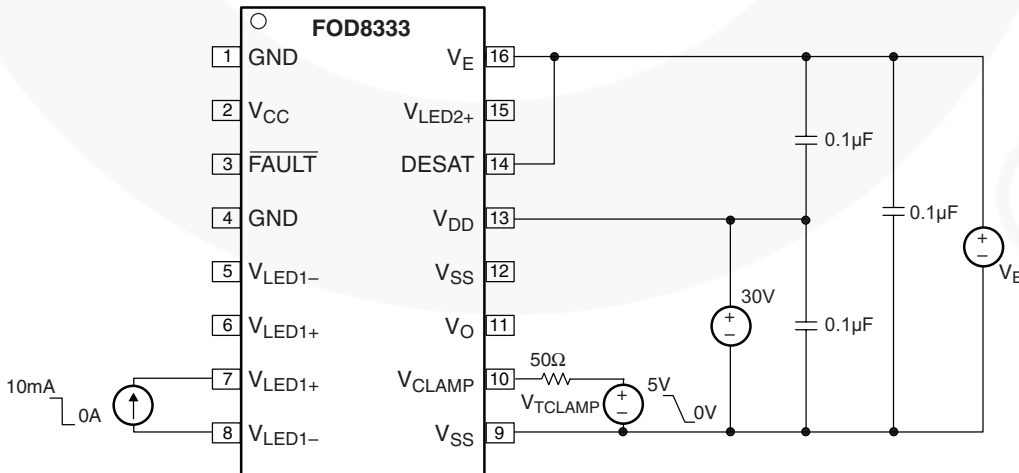 FOD8333
1 GND
2 VCC
3 FAULT
4 GND
5 VLED1–
6 VLED1+
7 VLED1+
8 VLED1–
VE 16
VLED2+ 15
DESAT 14
VDD 13
VSS 12
VO 11
VCLAMP 10
VSS 9
10mA
0A
50Ω
VTCLAMP
+
–
5V
0V
30V
+
–
0.1µF
0.1µF
0.1µF
+
–
VE